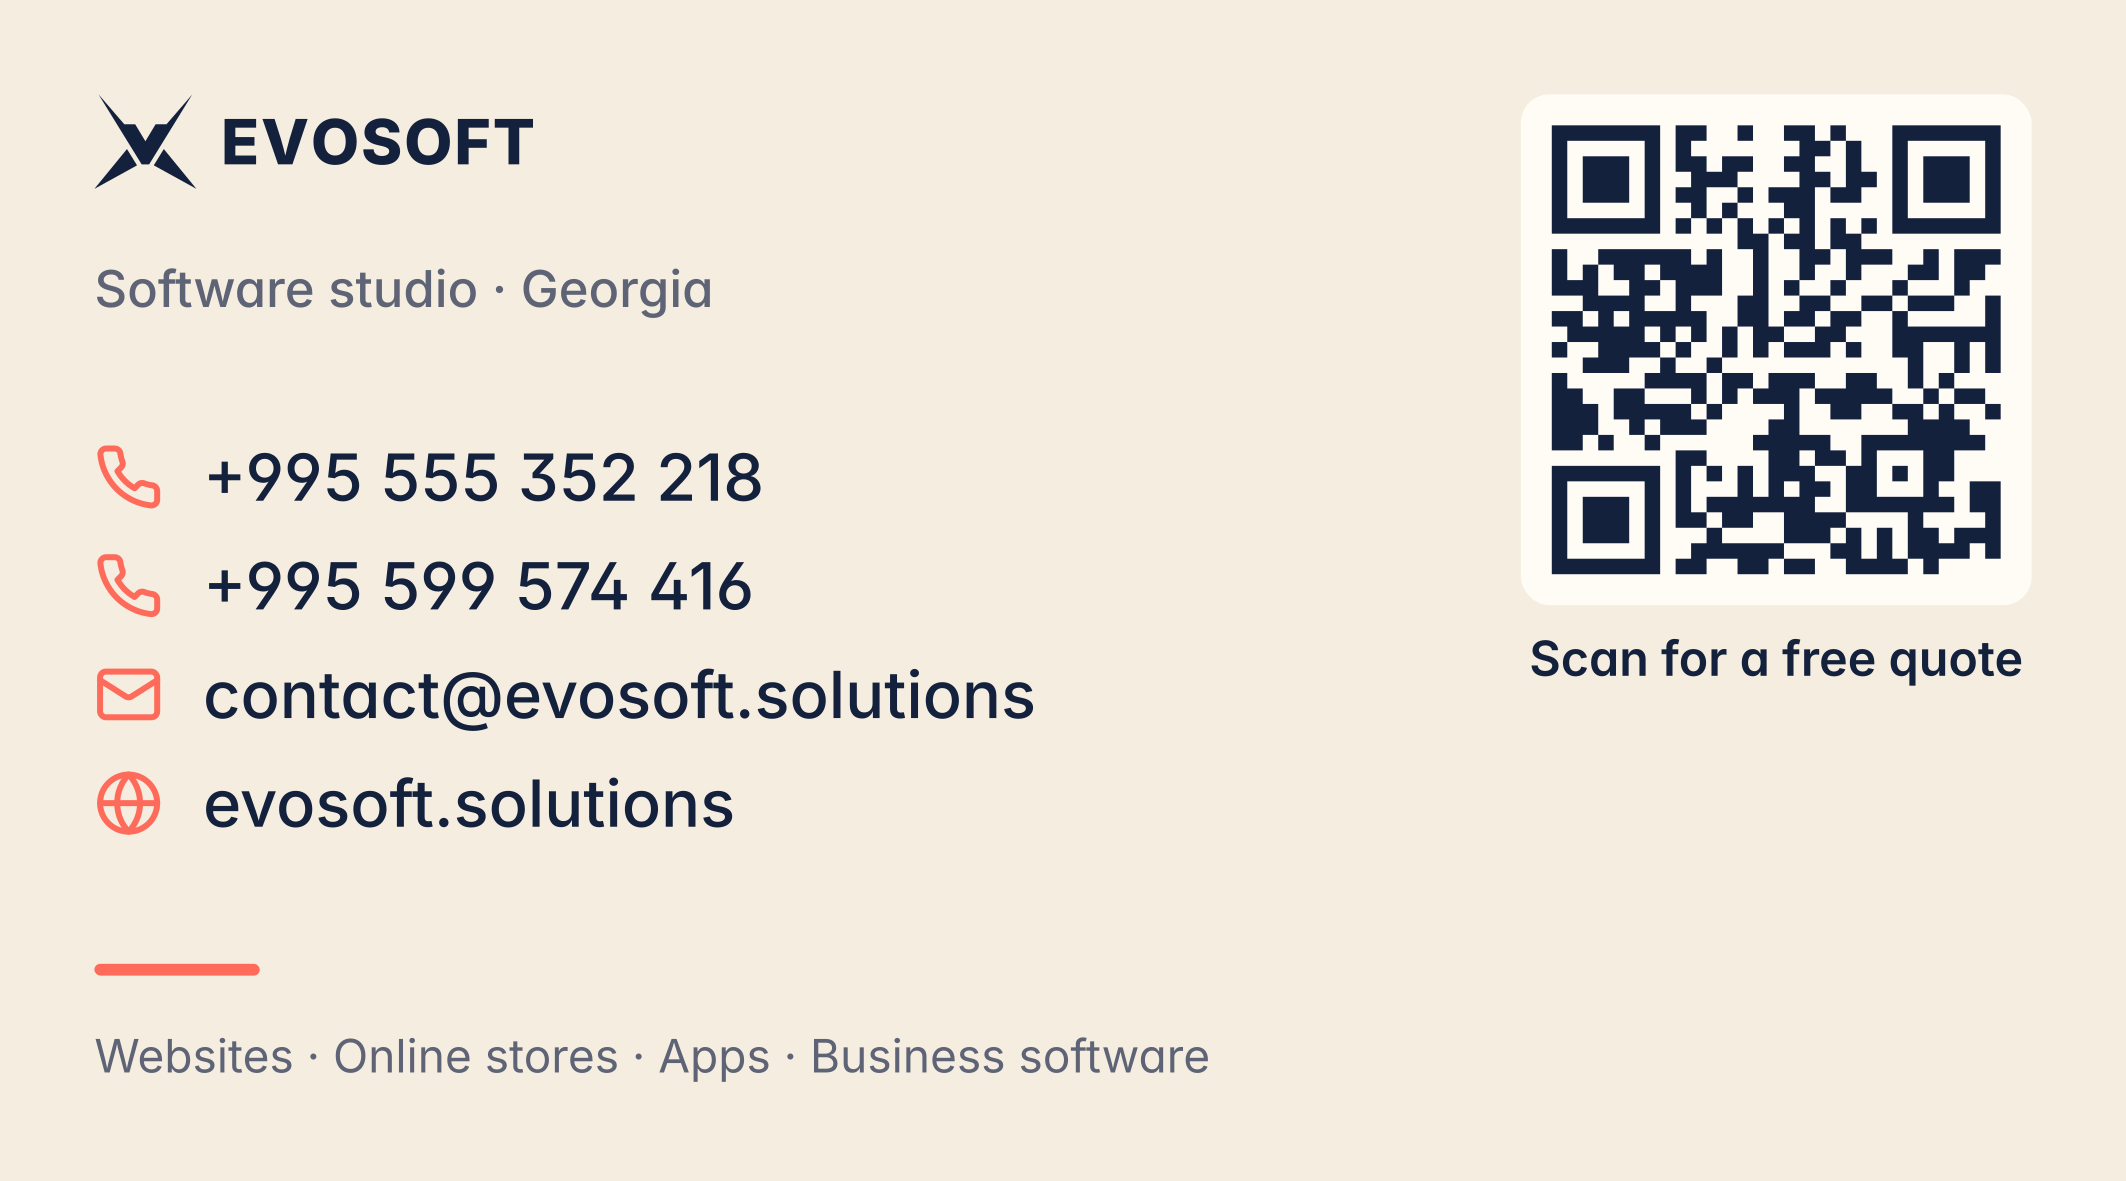 EVOSOFT
Software studio · Georgia
+995 555 352 218
+995 599 574 416
contact@evosoft.solutions
evosoft.solutions
Websites · Online stores · Apps · Business software
Scan for a free quote